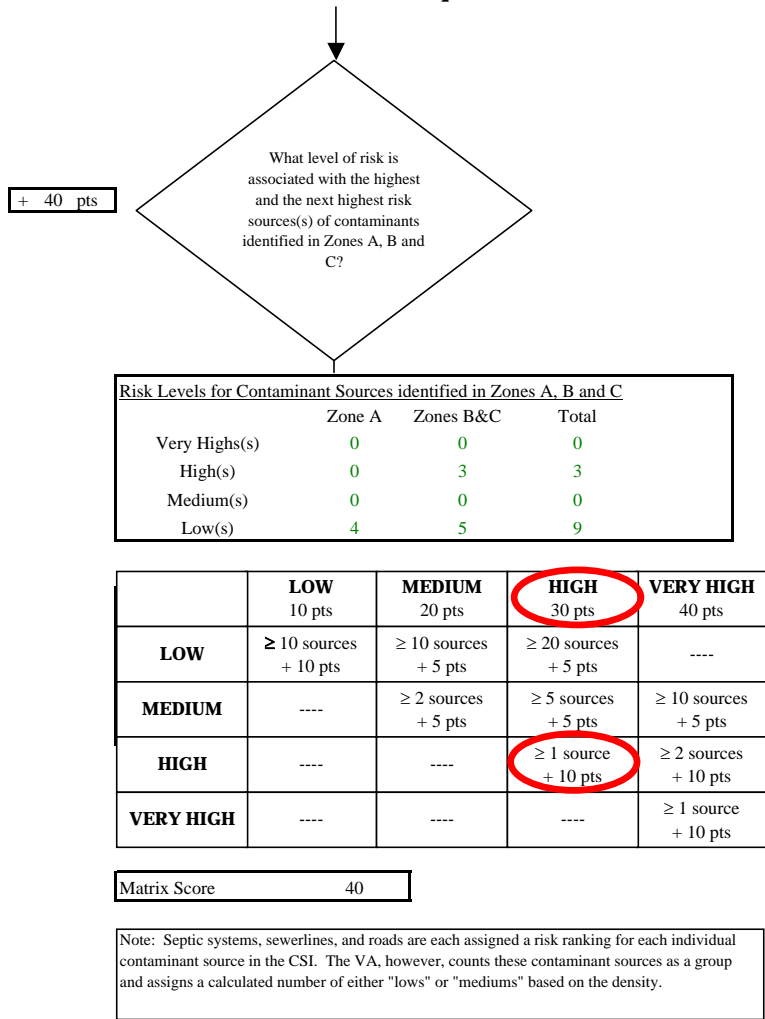 What level of risk is
associated with the highest
and the next highest risk
sources(s) of contaminants
identified in Zones A, B and
C?
+ 40 pts
Risk Levels for Contaminant Sources identified in Zones A, B and C
Zone A Zones B&C Total
Very Highs(s) 0 0 0
High(s) 0 3 3
Medium(s) 0 0 0
Low(s) 4 5 9
LOW MEDIUM HIGH VERY HIGH
10 pts 20 pts 30 pts 40 pts
LOW ≥ 10 sources ≥ 10 sources ≥ 20 sources ----
+ 10 pts + 5 pts + 5 pts
MEDIUM ---- ≥ 2 sources ≥ 5 sources ≥ 10 sources
+ 5 pts + 5 pts + 5 pts
HIGH ---- ---- ≥ 1 source ≥ 2 sources
+ 10 pts + 10 pts
VERY HIGH ---- ---- ---- ≥ 1 source
+ 10 pts
Matrix Score 40
Note: Septic systems, sewerlines, and roads are each assigned a risk ranking for each individual
contaminant source in the CSI. The VA, however, counts these contaminant sources as a group
and assigns a calculated number of either "lows" or "mediums" based on the density.